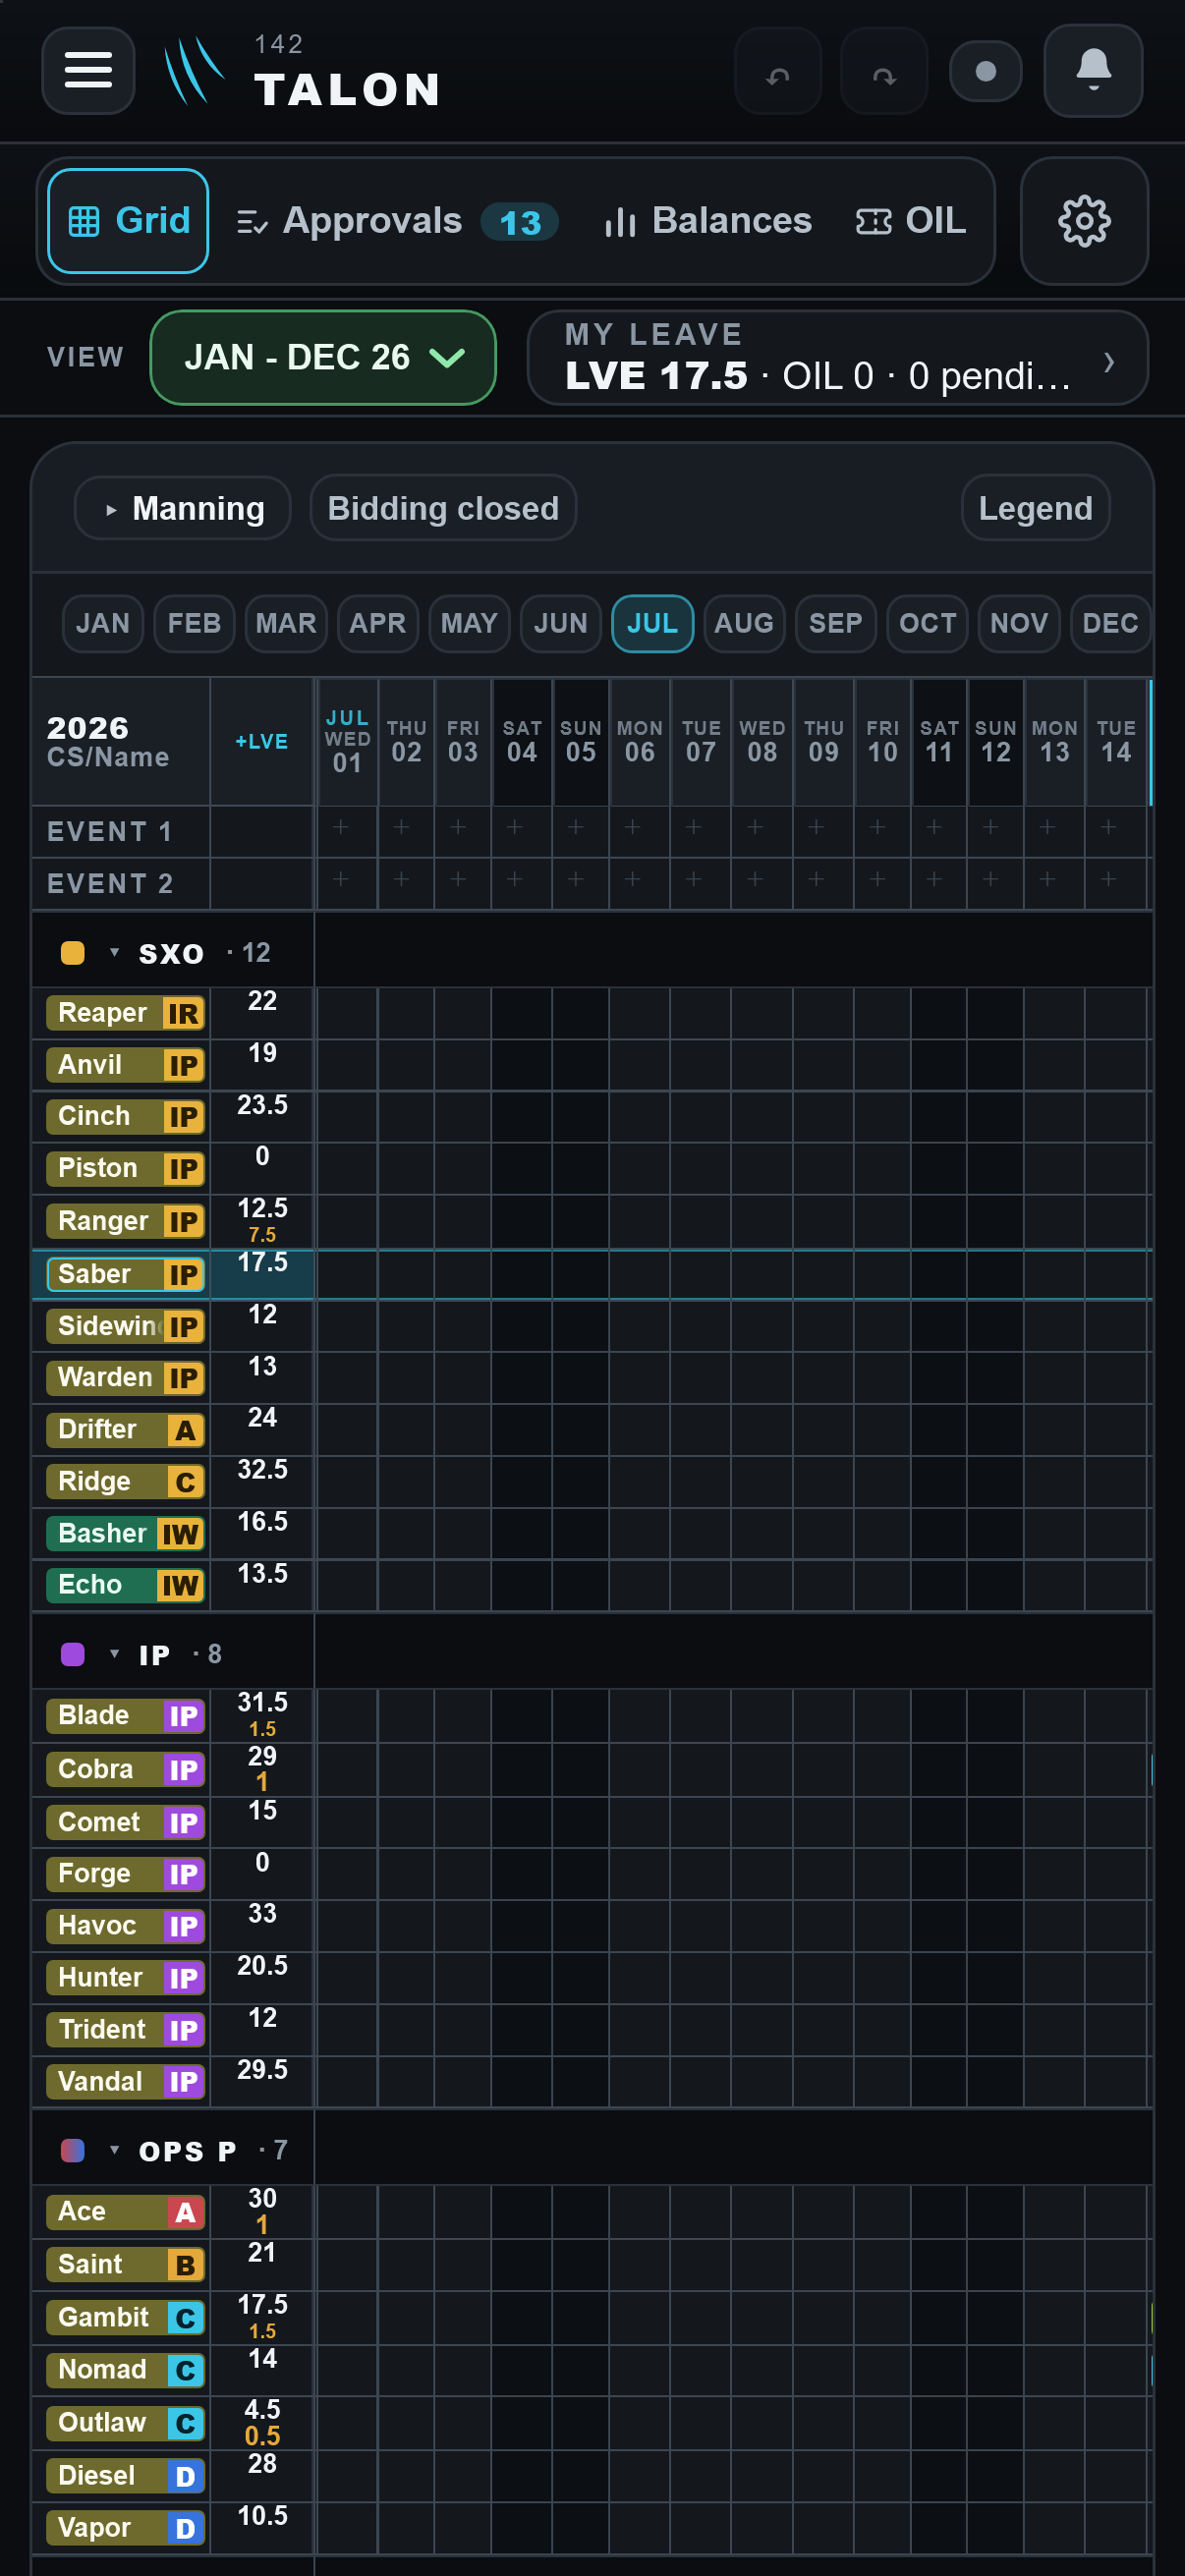 142
TALON
Grid Approvals 13 Balances OIL
VIEW JAN - DEC 26
MY LEAVE
LVE 17.5 · OIL 0 · 0 pendi...
Manning Bidding closed Legend
JAN FEB MAR APR MAY JUN JUL AUG SEP OCT NOV DEC
2026
CS/Name
+LVE
JUL
WED THU FRI SAT SUN MON TUE WED THU FRI SAT SUN MON TUE
01 02 03 04 05 06 07 08 09 10 11 12 13 14
EVENT 1 + + + + + + + + + + + + + +
EVENT 2 + + + + + + + + + + + + + +
SXO · 12
Reaper IR 22
Anvil IP 19
Cinch IP 23.5
Piston IP 0
Ranger IP 12.5
7.5
Saber IP 17.5
Sidewin IP 12
Warden IP 13
Drifter A 24
Ridge C 32.5
Basher IW 16.5
Echo IW 13.5
IP · 8
Blade IP 31.5
1.5
Cobra IP 29
1
Comet IP 15
Forge IP 0
Havoc IP 33
Hunter IP 20.5
Trident IP 12
Vandal IP 29.5
OPS P · 7
Ace A 30
1
Saint B 21
Gambit C 17.5
1.5
Nomad C 14
Outlaw C 4.5
0.5
Diesel D 28
Vapor D 10.5